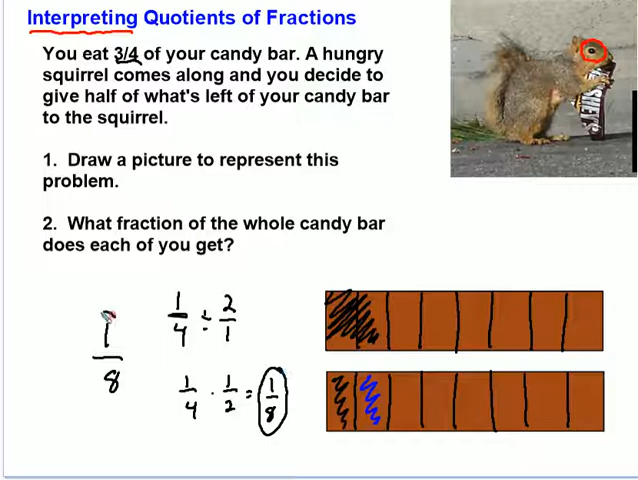 Interpreting Quotients of Fractions
You eat 3/4 of your candy bar. A hungry
squirrel comes along and you decide to
give half of what's left of your candy bar
to the squirrel.
1. Draw a picture to represent this
problem.
2. What fraction of the whole candy bar
does each of you get?
1/4 ÷ 2/1
1/8
1/4 · 1/2 = 1/8